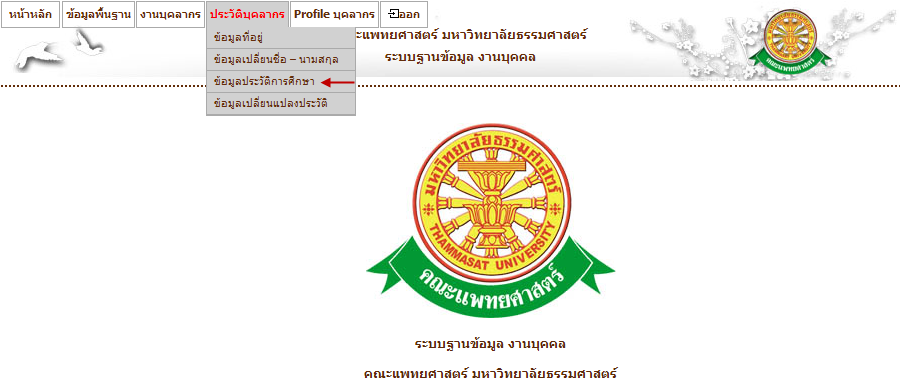 หน้าหลัก ข้อมูลพื้นฐาน งานบุคลากร ประวัติบุคลากร Profile บุคลากร ออก
ข้อมูลที่อยู่
ข้อมูลเปลี่ยนชื่อ – นามสกุล
ข้อมูลประวัติการศึกษา
ข้อมูลเปลี่ยนแปลงประวัติ
ะแพทยศาสตร์ มหาวิทยาลัยธรรมศาสตร์
ระบบฐานข้อมูล งานบุคคล
คณะแพทยศาสตร์
มหาวิทยาลัยธรรมศาสตร์
THAMMASAT UNIVERSITY
คณะแพทยศาสตร์
ระบบฐานข้อมูล งานบุคคล
คณะแพทยศาสตร์ มหาวิทยาลัยธรรมศาสตร์